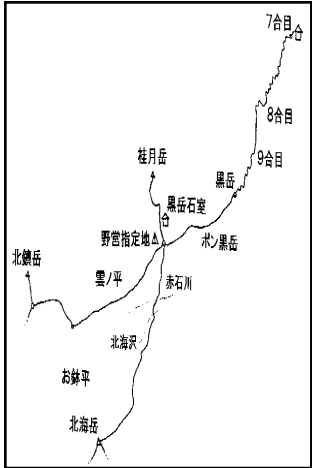 7合目
8合目
9合目
桂月岳
黒岳
黒岳石室
野営指定地
ポン黒岳
北鎮岳
雲ノ平
赤石川
北海沢
お鉢平
北海岳